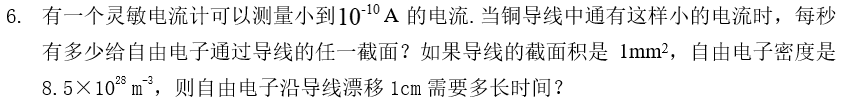 6. 有一个灵敏电流计可以测量小到10⁻¹⁰ A 的电流. 当铜导线中通有这样小的电流时，每秒
有多少给自由电子通过导线的任一截面？如果导线的截面积是 1mm²，自由电子密度是
8.5×10²⁸ m⁻³，则自由电子沿导线漂移 1cm 需要多长时间？